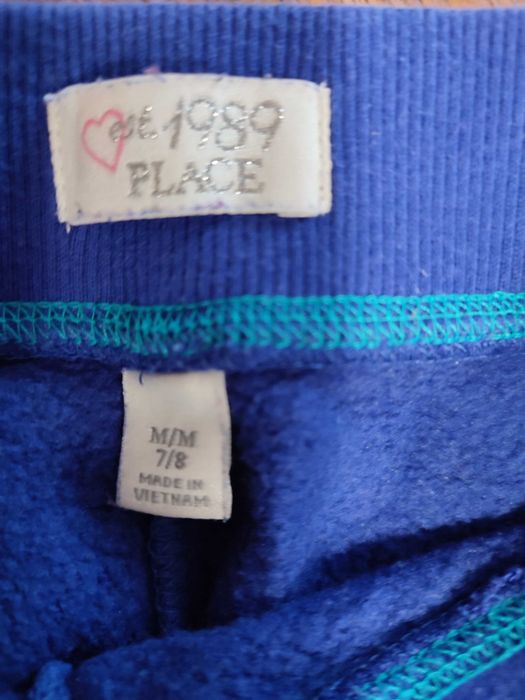 est. 1989
PLACE
M/M
7/8
MADE IN
VIETNAM